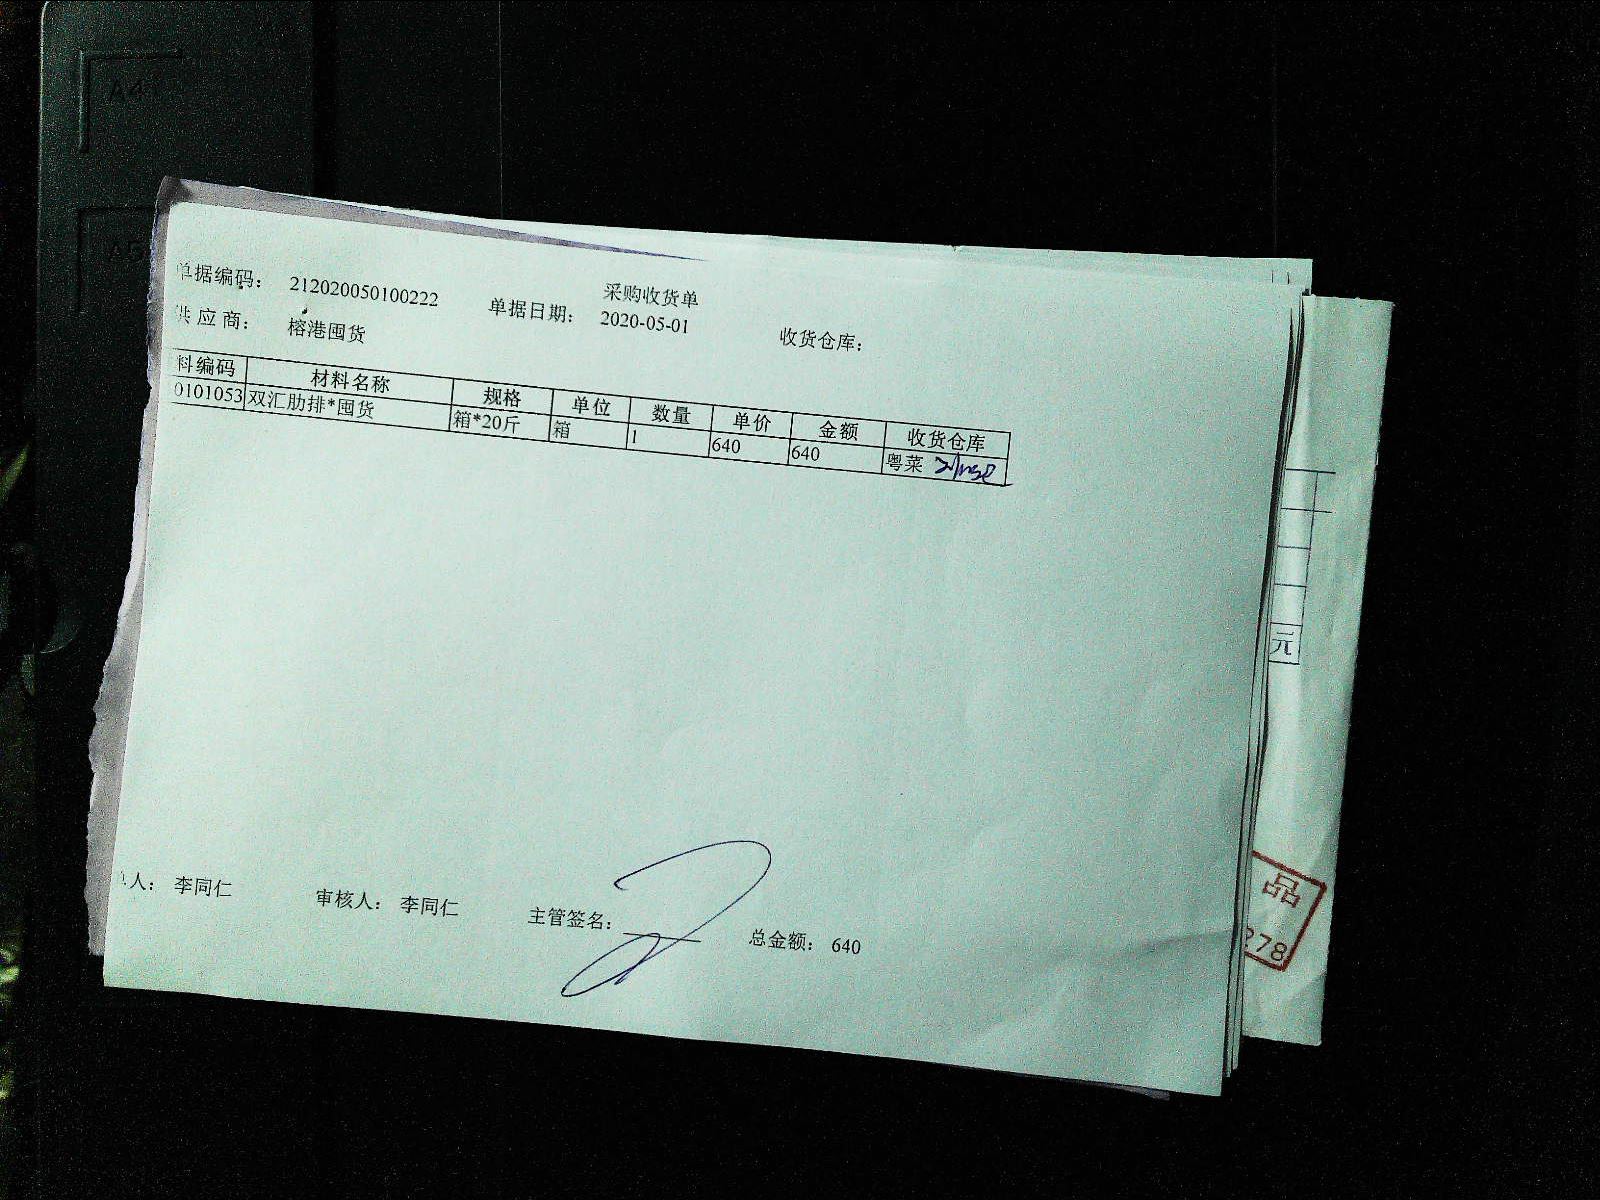 采购收货单
单据编码： 212020050100222 单据日期： 2020-05-01 收货仓库：
供应商： 榕港囤货
料编码 材料名称 规格 单位 数量 单价 金额 收货仓库
0101053 双汇肋排*囤货 箱*20斤 箱 1 640 640 粤菜
人： 李同仁 审核人： 李同仁 主管签名： 总金额： 640
元
品
278
A4
A5